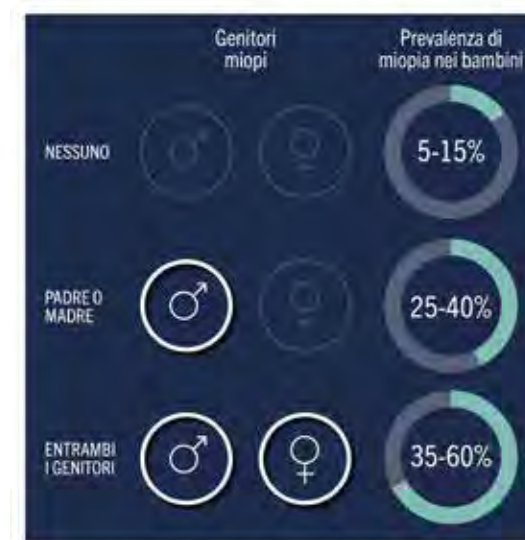 Genitori
miopi
Prevalenza di
miopia nei bambini
NESSUNO
5-15%
PADRE O
MADRE
25-40%
ENTRAMBI
I GENITORI
35-60%